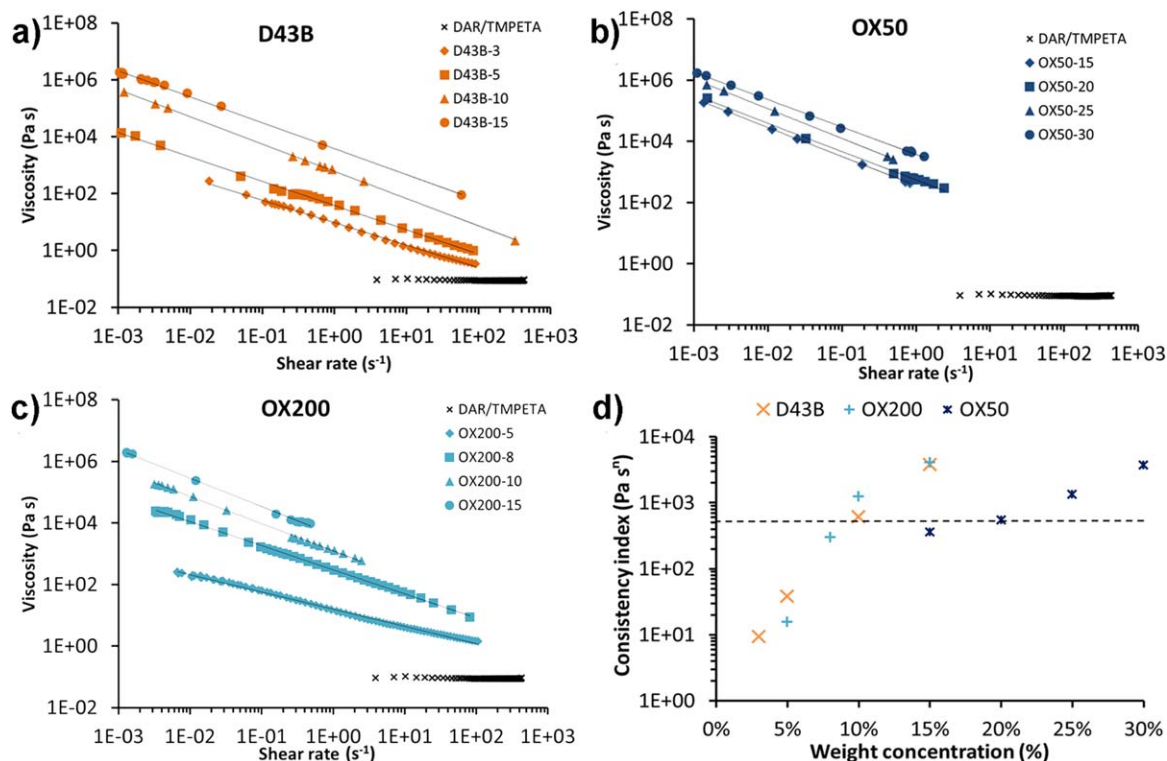 a)
D43B
1E+08
1E+06
1E+04
1E+02
1E+00
1E-02
Viscosity (Pa s)
DAR/TMPETA
D43B-3
D43B-5
D43B-10
D43B-15
1E-03 1E-02 1E-01 1E+00 1E+01 1E+02 1E+03
Shear rate (s⁻¹)
b)
OX50
1E+08
1E+06
1E+04
1E+02
1E+00
1E-02
Viscosity (Pa s)
DAR/TMPETA
OX50-15
OX50-20
OX50-25
OX50-30
1E-03 1E-02 1E-01 1E+00 1E+01 1E+02 1E+03
Shear rate (s⁻¹)
c)
OX200
1E+08
1E+06
1E+04
1E+02
1E+00
1E-02
Viscosity (Pa s)
DAR/TMPETA
OX200-5
OX200-8
OX200-10
OX200-15
1E-03 1E-02 1E-01 1E+00 1E+01 1E+02 1E+03
Shear rate (s⁻¹)
d)
D43B OX200 OX50
1E+04
1E+03
1E+02
1E+01
1E+00
Consistency index (Pa sⁿ)
0% 5% 10% 15% 20% 25% 30%
Weight concentration (%)